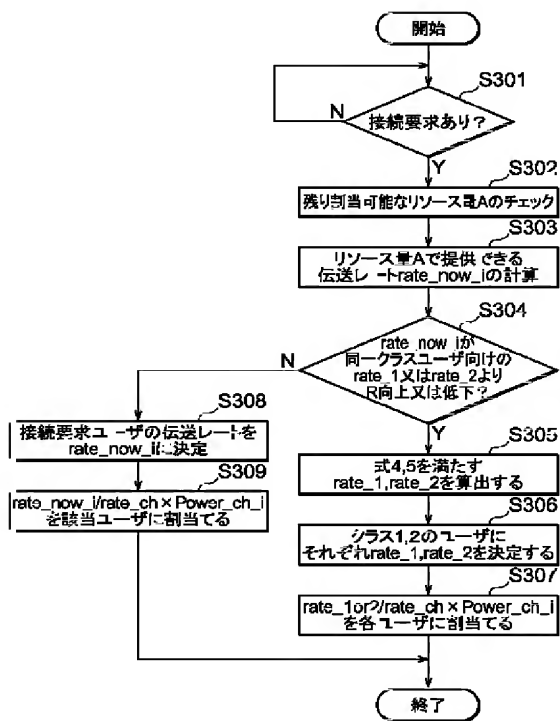 開始
S301
接続要求あり？
N
Y
S302
残り割当可能なリソース量Aのチェック
S303
リソース量Aで提供できる
伝送レートrate_now_iの計算
S304
rate_now_iが
同一クラスユーザ向けの
rate_1又はrate_2より
R向上又は低下？
N
Y
S308
接続要求ユーザの伝送レートを
rate_now_iに決定
S309
rate_now_i/rate_ch×Power_ch_i
を該当ユーザに割当てる
S305
式4,5を満たす
rate_1,rate_2を算出する
S306
クラス1,2のユーザに
それぞれrate_1,rate_2を決定する
S307
rate_1or2/rate_ch×Power_ch_i
を各ユーザに割当てる
終了